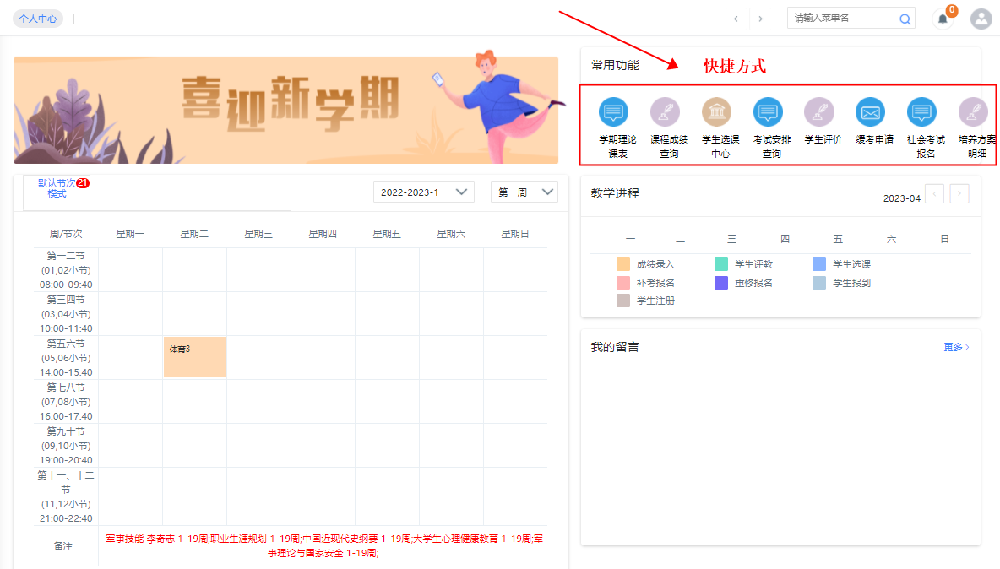 个人中心
请输入菜单名
0
喜迎新学期
常用功能
快捷方式
学期理论
课表
课程成绩
查询
学生选课
中心
考试安排
查询
学生评价
缓考申请
社会考试
报名
培养方案
明细
默认节次
模式
21
2022-2023-1
第一周
周/节次 星期一 星期二 星期三 星期四 星期五 星期六 星期日
第一二节
(01,02小节)
08:00-09:40
第三四节
(03,04小节)
10:00-11:40
第五六节
(05,06小节)
14:00-15:40
体育3
第七八节
(07,08小节)
16:00-17:40
第九十节
(09,10小节)
19:00-20:40
第十一、十二
节
(11,12小节)
21:00-22:40
备注
军事技能 李奇志 1-19周;职业生涯规划 1-19周;中国近现代史纲要 1-19周;大学生心理健康教育 1-19周;军
事理论与国家安全 1-19周;
教学进程
2023-04
一 二 三 四 五 六 日
成绩录入 学生评教 学生选课
补考报名 重修报名 学生报到
学生注册
我的留言
更多